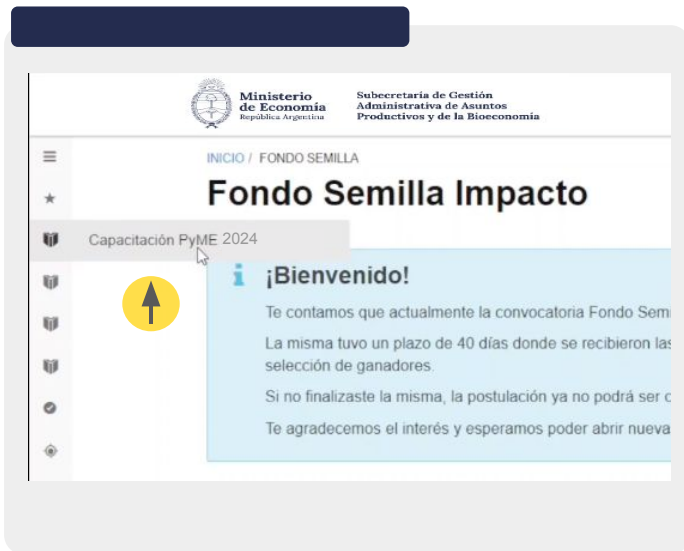 Ministerio
de Economía
República Argentina
Subecretaria de Gestión
Administrativa de Asuntos
Productivos y de la Bioeconomia
INICIO / FONDO SEMILLA
Fondo Semilla Impacto
Capacitación PyME 2024
¡Bienvenido!
Te contamos que actualmente la convocatoria Fondo Semi
La misma tuvo un plazo de 40 días donde se recibieron las
selección de ganadores.
Si no finalizaste la misma, la postulación ya no podrá ser
Te agradecemos el interés y esperamos poder abrir nueva